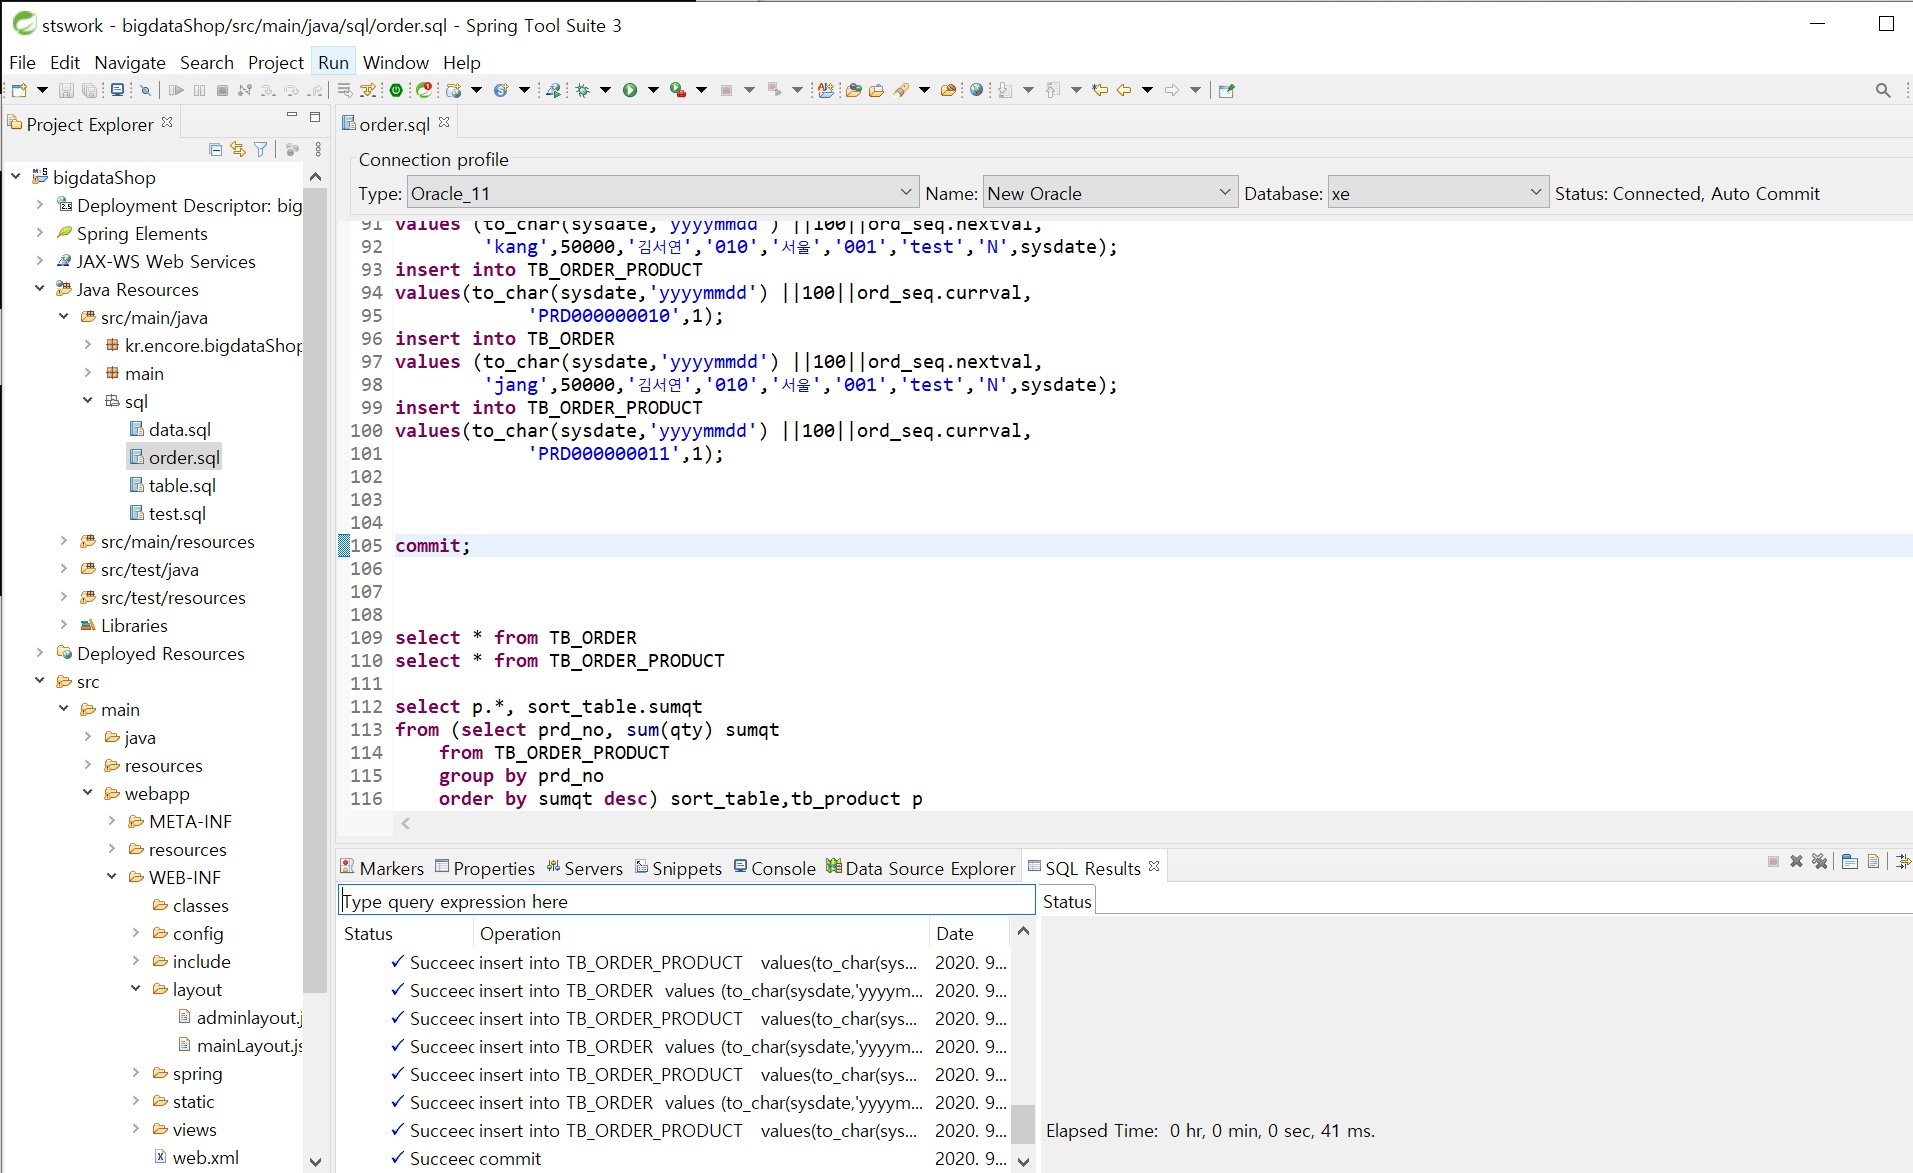 stswork - bigdataShop/src/main/java/sql/order.sql - Spring Tool Suite 3
File Edit Navigate Search Project Run Window Help
Project Explorer
bigdataShop
Deployment Descriptor: big
Spring Elements
JAX-WS Web Services
Java Resources
src/main/java
kr.encore.bigdataShop
main
sql
data.sql
order.sql
table.sql
test.sql
src/main/resources
src/test/java
src/test/resources
Libraries
Deployed Resources
src
main
java
resources
webapp
META-INF
resources
WEB-INF
classes
config
include
layout
adminlayout.j
mainLayout.js
spring
static
views
web.xml
order.sql
Connection profile
Type: Oracle_11 Name: New Oracle Database: xe Status: Connected, Auto Commit
91 values (to_char(sysdate,'yyyymmdd') ||100||ord_seq.nextval,
92 'kang',50000,'김서연','010','서울','001','test','N',sysdate);
93 insert into TB_ORDER_PRODUCT
94 values(to_char(sysdate,'yyyymmdd') ||100||ord_seq.currval,
95 'PRD000000010',1);
96 insert into TB_ORDER
97 values (to_char(sysdate,'yyyymmdd') ||100||ord_seq.nextval,
98 'jang',50000,'김서연','010','서울','001','test','N',sysdate);
99 insert into TB_ORDER_PRODUCT
100 values(to_char(sysdate,'yyyymmdd') ||100||ord_seq.currval,
101 'PRD000000011',1);
102
103
104
105 commit;
106
107
108
109 select * from TB_ORDER
110 select * from TB_ORDER_PRODUCT
111
112 select p.*, sort_table.sumqt
113 from (select prd_no, sum(qty) sumqt
114 from TB_ORDER_PRODUCT
115 group by prd_no
116 order by sumqt desc) sort_table,tb_product p
Markers Properties Servers Snippets Console Data Source Explorer SQL Results
Type query expression here
Status Operation Date
Succeed insert into TB_ORDER_PRODUCT values(to_char(sys... 2020. 9...
Succeed insert into TB_ORDER values (to_char(sysdate,'yyyym... 2020. 9...
Succeed insert into TB_ORDER_PRODUCT values(to_char(sys... 2020. 9...
Succeed insert into TB_ORDER values (to_char(sysdate,'yyyym... 2020. 9...
Succeed insert into TB_ORDER_PRODUCT values(to_char(sys... 2020. 9...
Succeed insert into TB_ORDER values (to_char(sysdate,'yyyym... 2020. 9...
Succeed insert into TB_ORDER_PRODUCT values(to_char(sys... 2020. 9...
Succeed commit 2020. 9...
Status
Elapsed Time: 0 hr, 0 min, 0 sec, 41 ms.